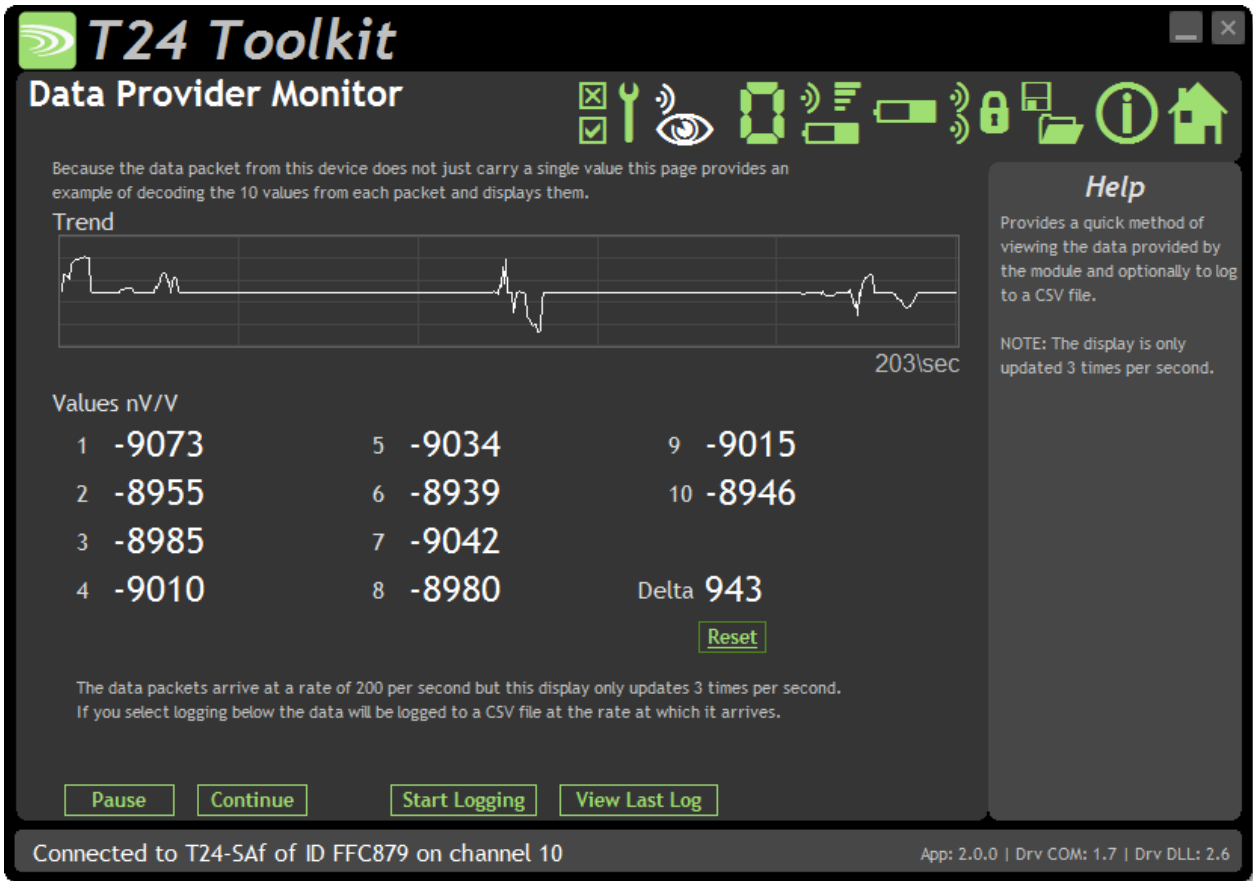 T24 Toolkit
Data Provider Monitor
Because the data packet from this device does not just carry a single value this page provides an
example of decoding the 10 values from each packet and displays them.
Trend
203\sec
Values nV/V
1 -9073
2 -8955
3 -8985
4 -9010
5 -9034
6 -8939
7 -9042
8 -8980
9 -9015
10 -8946
Delta 943
Reset
The data packets arrive at a rate of 200 per second but this display only updates 3 times per second.
If you select logging below the data will be logged to a CSV file at the rate at which it arrives.
Pause Continue Start Logging View Last Log
Help
Provides a quick method of
viewing the data provided by
the module and optionally to log
to a CSV file.
NOTE: The display is only
updated 3 times per second.
Connected to T24-SAf of ID FFC879 on channel 10
App: 2.0.0 | Drv COM: 1.7 | Drv DLL: 2.6